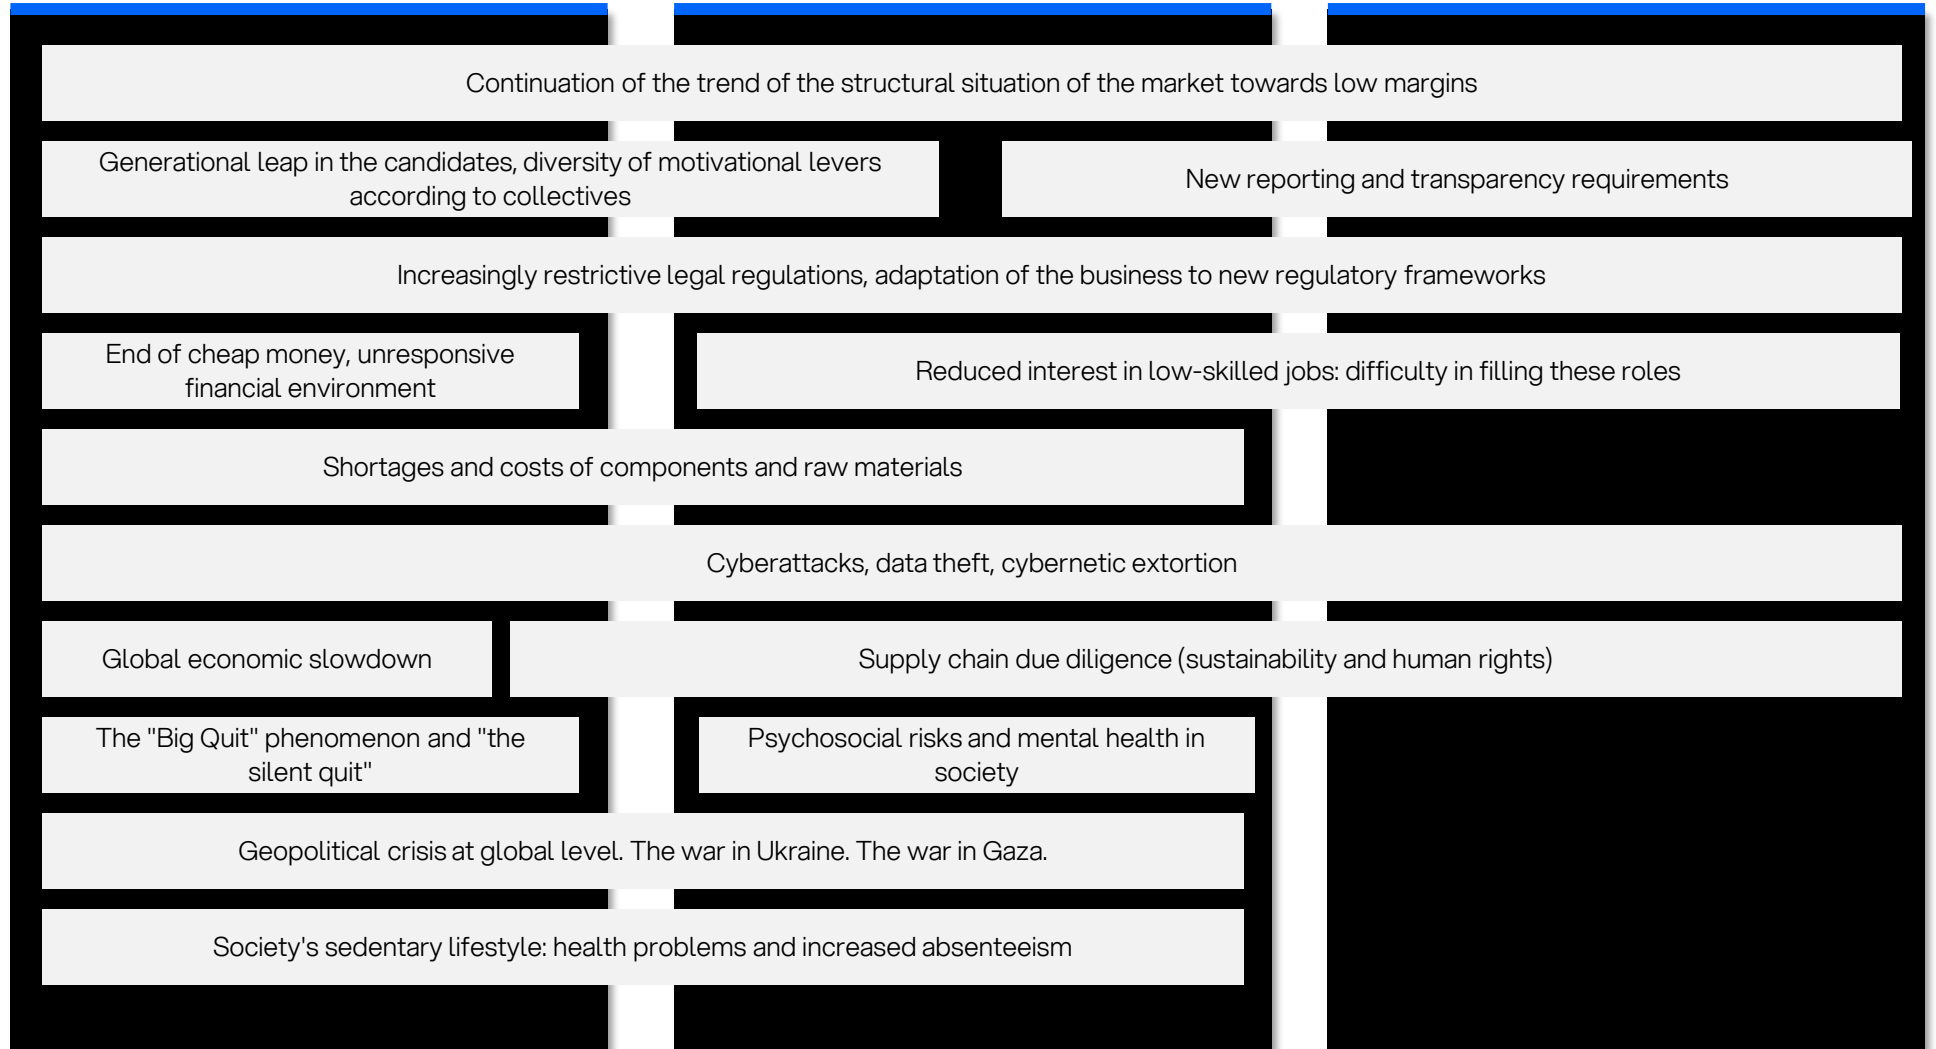 Continuation of the trend of the structural situation of the market towards low margins
Generational leap in the candidates, diversity of motivational levers
according to collectives
New reporting and transparency requirements
Increasingly restrictive legal regulations, adaptation of the business to new regulatory frameworks
End of cheap money, unresponsive
financial environment
Reduced interest in low-skilled jobs: difficulty in filling these roles
Shortages and costs of components and raw materials
Cyberattacks, data theft, cybernetic extortion
Global economic slowdown
Supply chain due diligence (sustainability and human rights)
The "Big Quit" phenomenon and "the
silent quit"
Psychosocial risks and mental health in
society
Geopolitical crisis at global level. The war in Ukraine. The war in Gaza.
Society's sedentary lifestyle: health problems and increased absenteeism